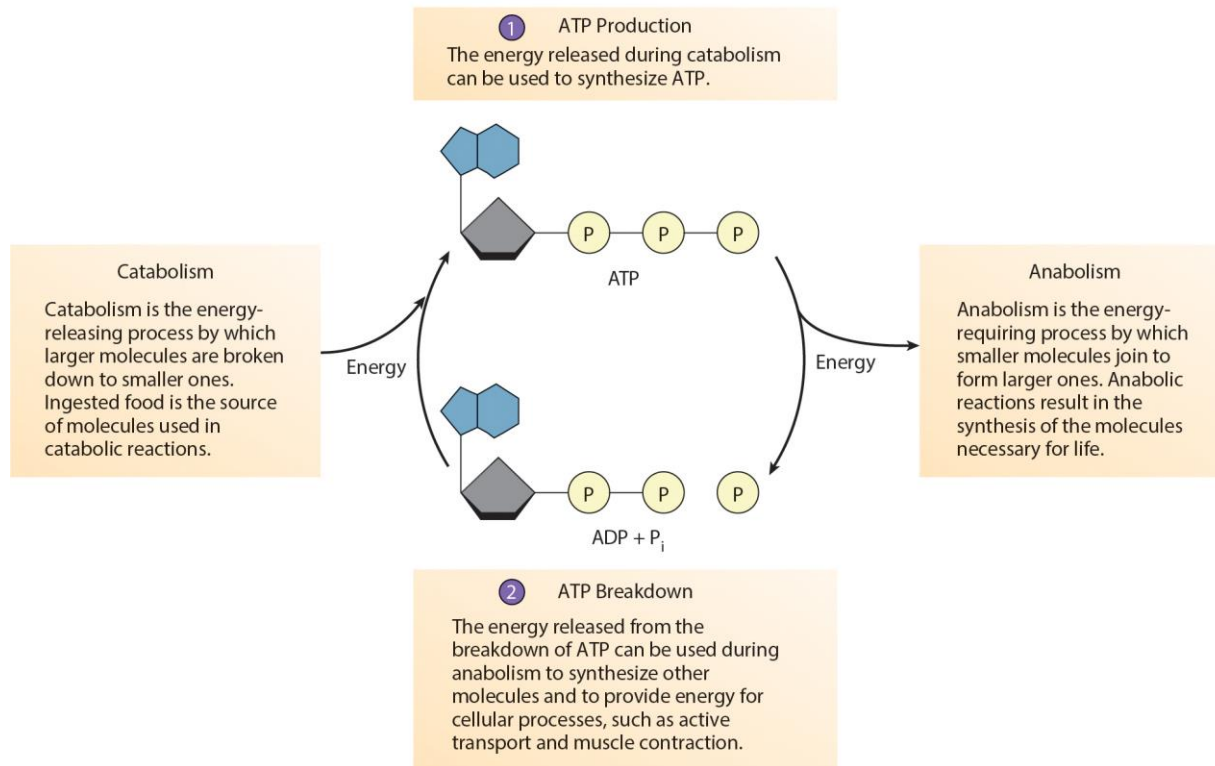 1 ATP Production
The energy released during catabolism
can be used to synthesize ATP.
P P P
ATP
Catabolism
Catabolism is the energy-
releasing process by which
larger molecules are broken
down to smaller ones.
Ingested food is the source
of molecules used in
catabolic reactions.
Energy
Energy
Anabolism
Anabolism is the energy-
requiring process by which
smaller molecules join to
form larger ones. Anabolic
reactions result in the
synthesis of the molecules
necessary for life.
P P P
ADP + Pi
2 ATP Breakdown
The energy released from the
breakdown of ATP can be used during
anabolism to synthesize other
molecules and to provide energy for
cellular processes, such as active
transport and muscle contraction.